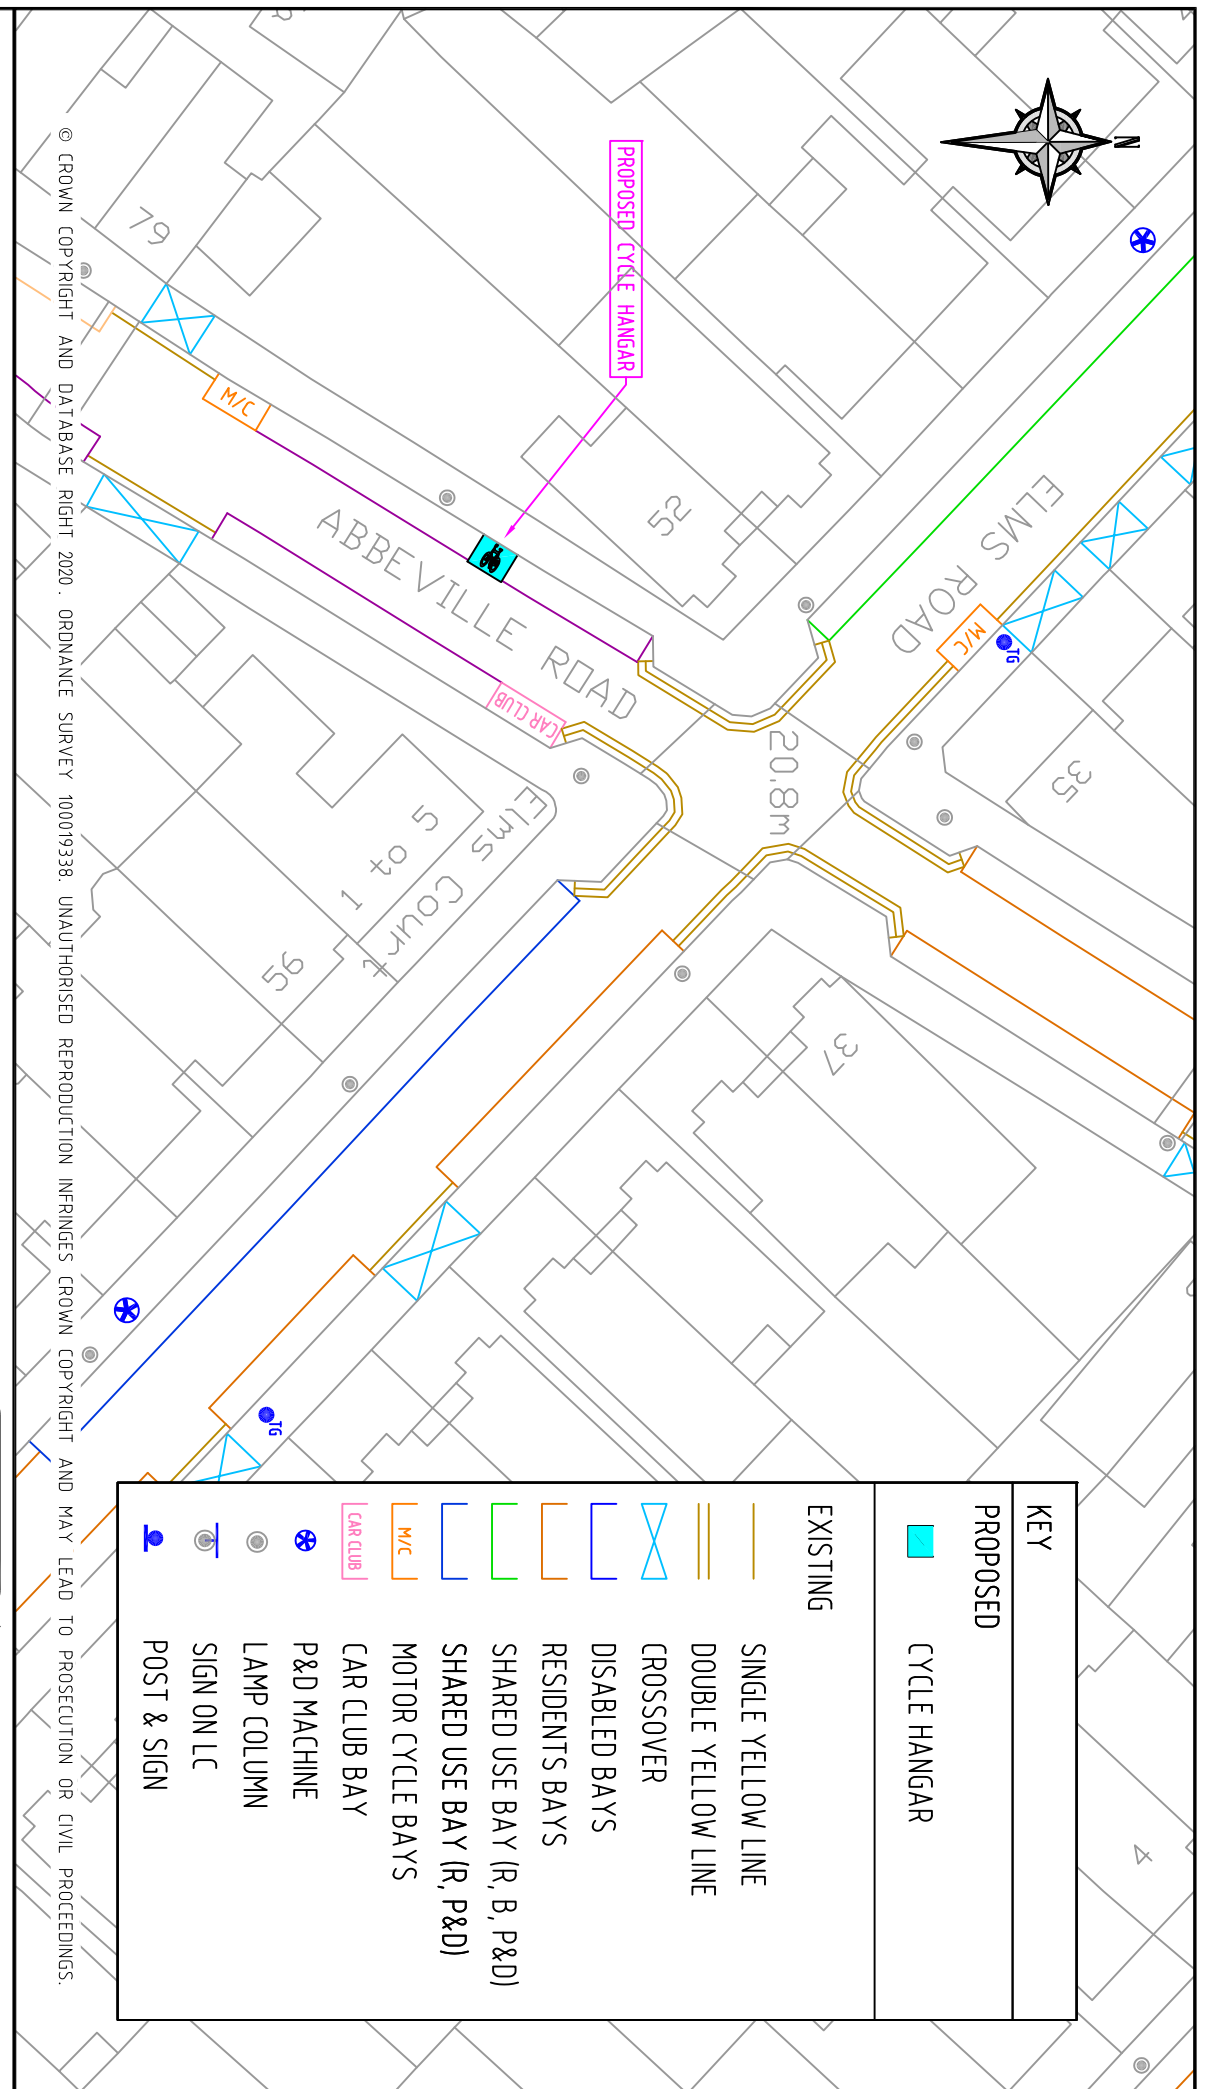 N
PROPOSED CYCLE HANGAR
ELMS ROAD
ABBEVILLE ROAD
M/C
M/C
CAR CLUB
TG
TG
20.8m
79
52
35
37
Elms Court
1 to 5
56
4
KEY
PROPOSED
CYCLE HANGAR
EXISTING
SINGLE YELLOW LINE
DOUBLE YELLOW LINE
CROSSOVER
DISABLED BAYS
RESIDENTS BAYS
SHARED USE BAY (R, B, P&D)
SHARED USE BAY (R, P&D)
M/C MOTOR CYCLE BAYS
CAR CLUB CAR CLUB BAY
P&D MACHINE
LAMP COLUMN
SIGN ON LC
POST & SIGN
© CROWN COPYRIGHT AND DATABASE RIGHT 2020 . ORDNANCE SURVEY 100019338. UNAUTHORISED REPRODUCTION INFRINGES CROWN COPYRIGHT AND MAY LEAD TO PROSECUTION OR CIVIL PROCEEDINGS.